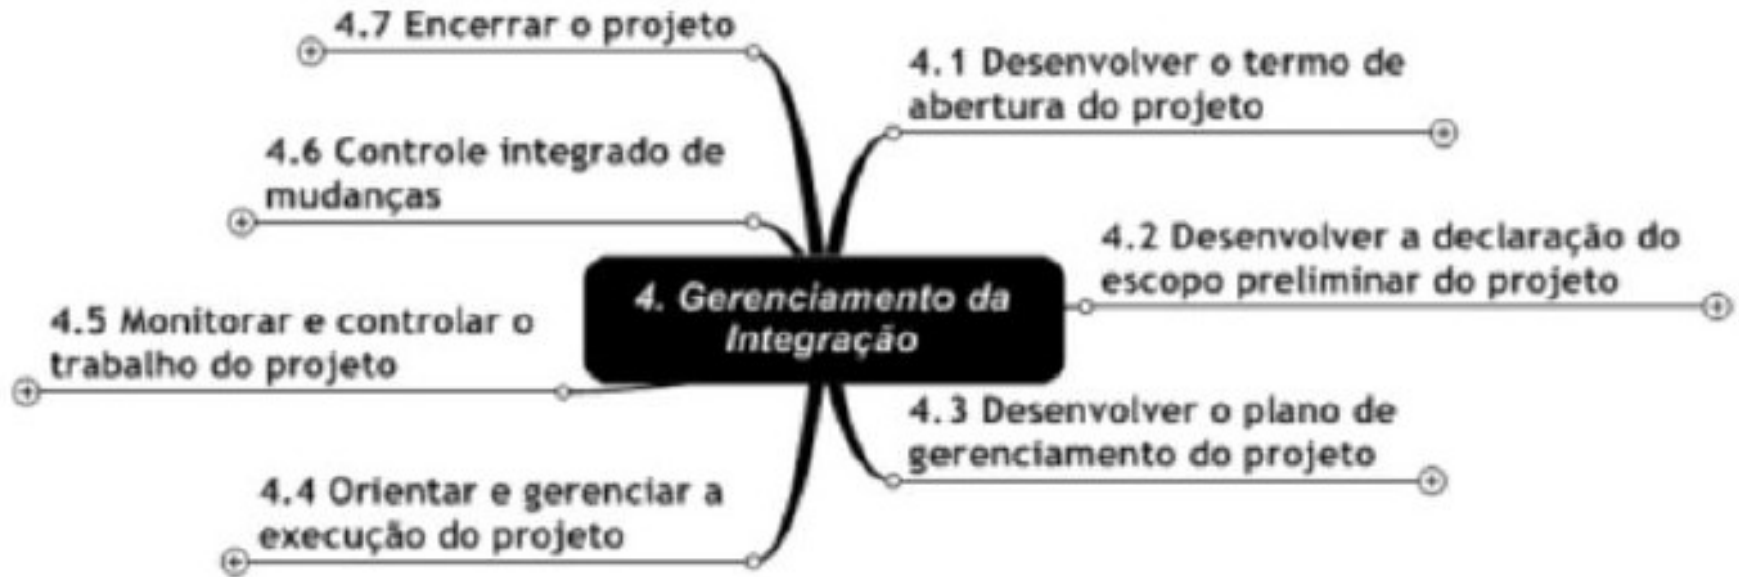 4.7 Encerrar o projeto
4.1 Desenvolver o termo de
abertura do projeto
4.6 Controle integrado de
mudanças
4.2 Desenvolver a declaração do
escopo preliminar do projeto
4. Gerenciamento da
Integração
4.5 Monitorar e controlar o
trabalho do projeto
4.3 Desenvolver o plano de
gerenciamento do projeto
4.4 Orientar e gerenciar a
execução do projeto